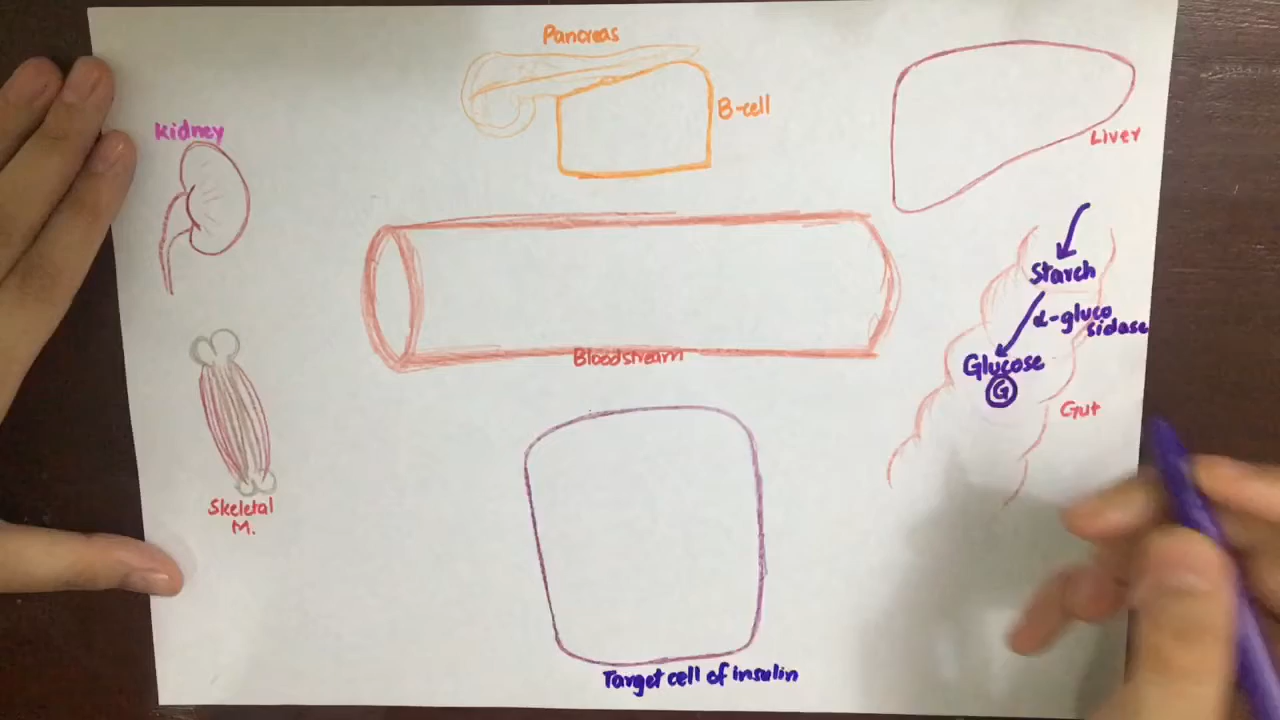 Pancreas
B-cell
Kidney
Liver
Starch
α-gluco
sidase
Glucose
G
Gut
Bloodstream
Skeletal
M.
Target cell of insulin